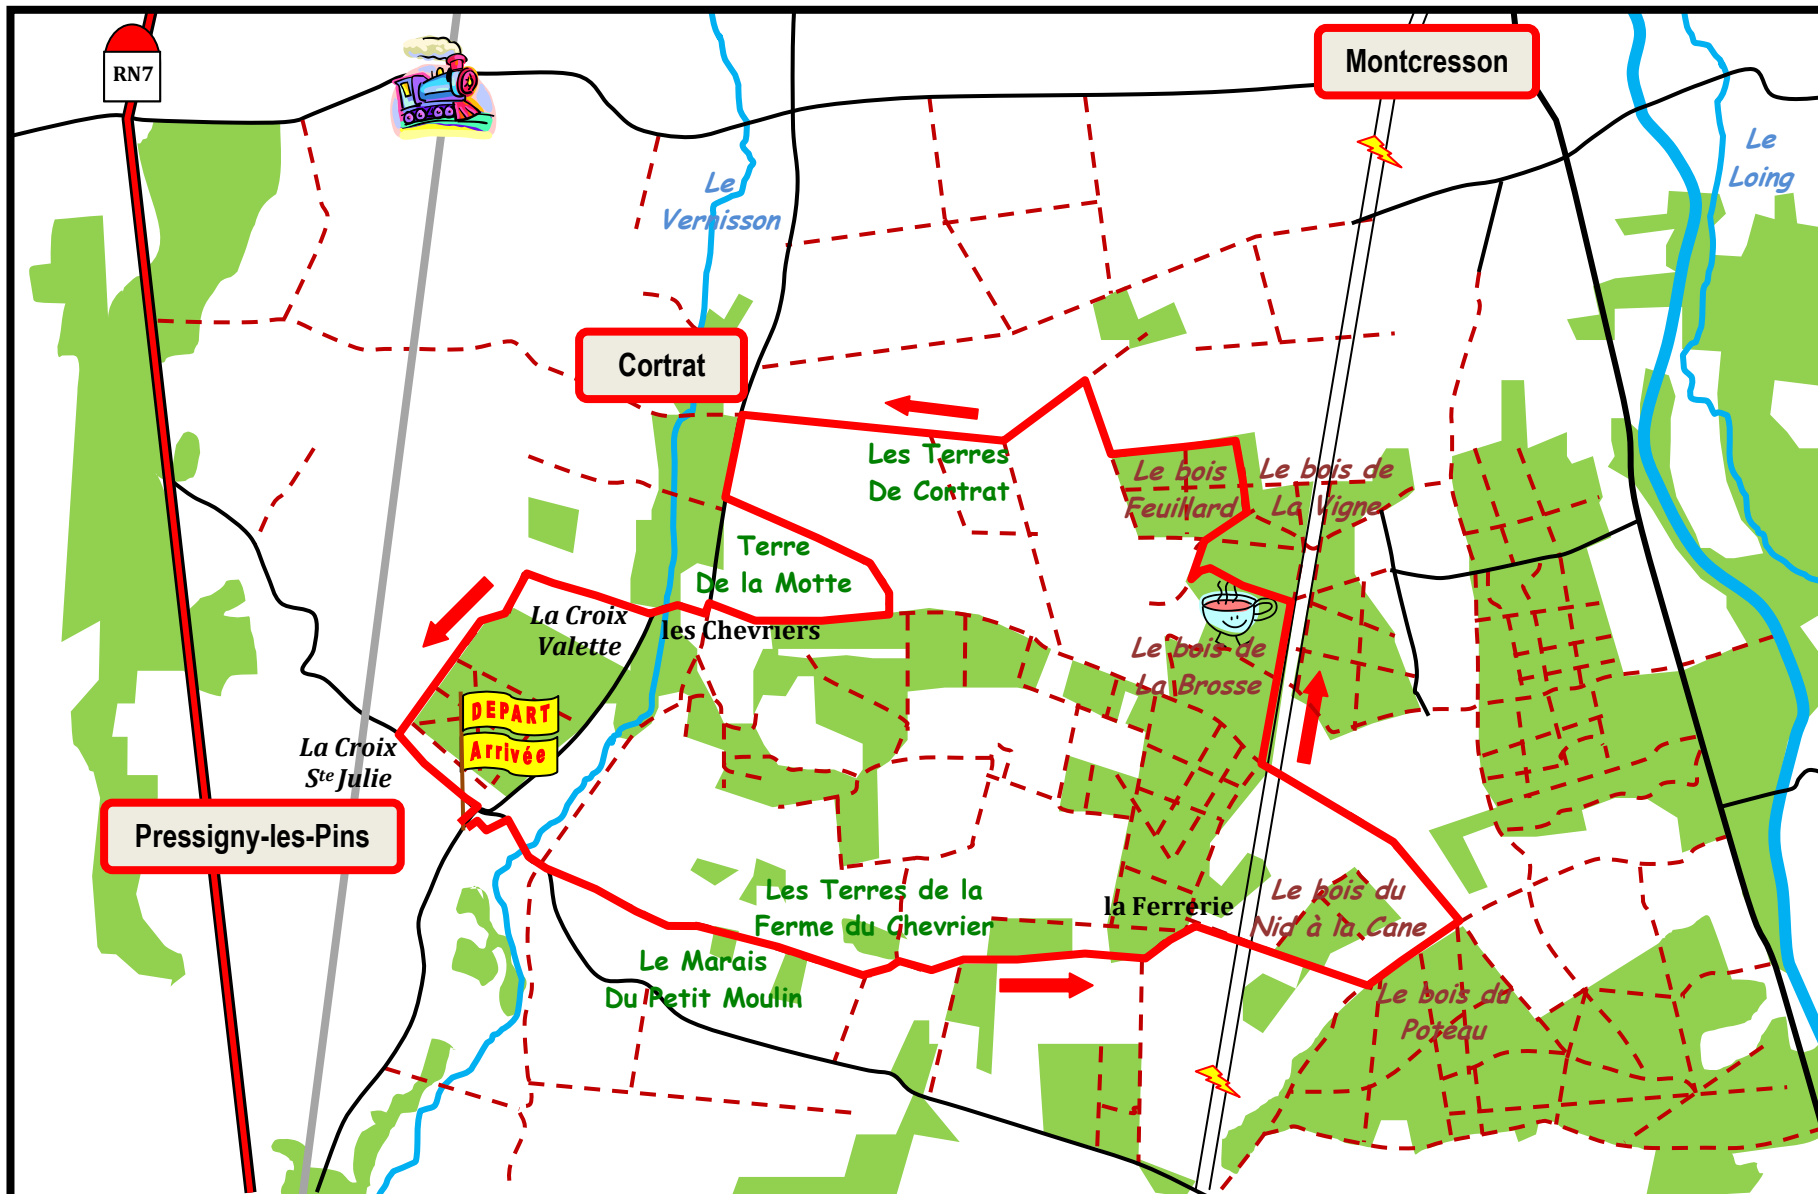 RN7
Montcresson
Le
Loing
Le
Vernisson
Cortrat
Les Terres
De Cortrat
Le bois
Feuillard
Le bois de
La Vigne
Terre
De la Motte
La Croix
Valette
les Chevriers
Le bois de
La Brosse
DEPART
Arrivée
La Croix
Ste Julie
Pressigny-les-Pins
Les Terres de la
Ferme du Chevrier
la Ferrerie
Le bois du
Nid à la Cane
Le Marais
Du Petit Moulin
Le bois du
Poteau